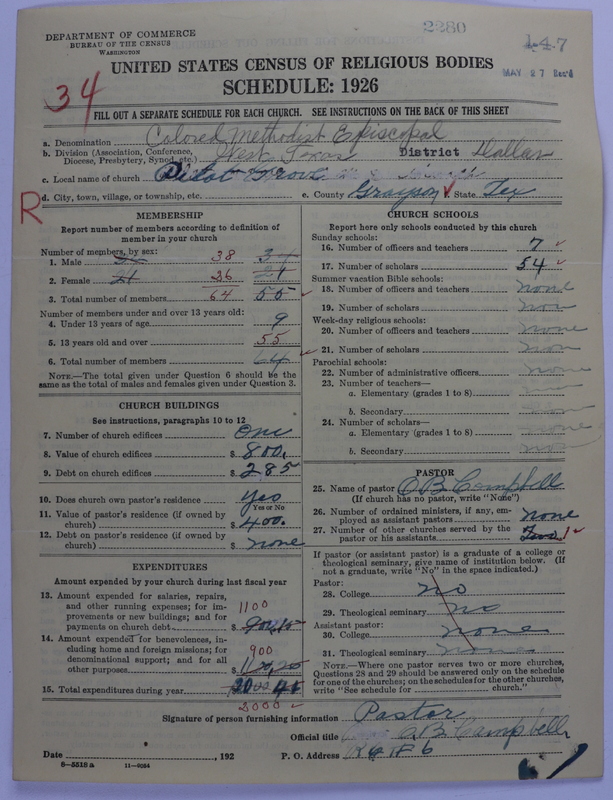 2280
147
DEPARTMENT OF COMMERCE
BUREAU OF THE CENSUS
WASHINGTON
MAY 27 Rec'd
UNITED STATES CENSUS OF RELIGIOUS BODIES
SCHEDULE: 1926
34
FILL OUT A SEPARATE SCHEDULE FOR EACH CHURCH. SEE INSTRUCTIONS ON THE BACK OF THIS SHEET
a. Denomination Colored Methodist Episcopal
b. Division (Association, Conference, Diocese, Presbytery, Synod, etc.) West Texas District Dallas
c. Local name of church Pilot Grove
d. City, town, village, or township, etc.
e. County Grayson State Tex
R
MEMBERSHIP
Report number of members according to definition of member in your church
Number of members, by sex:
1. Male 38 34
2. Female 21 26 21
3. Total number of members 64 55
Number of members under and over 13 years old:
4. Under 13 years of age 9
5. 13 years old and over 55
6. Total number of members 64
NOTE.—The total given under Question 6 should be the same as the total of males and females given under Question 3.
CHURCH BUILDINGS
See instructions, paragraphs 10 to 12
7. Number of church edifices One
8. Value of church edifices $ 800.
9. Debt on church edifices $ 285
10. Does church own pastor's residence yes
Yes or No
11. Value of pastor's residence (if owned by church) $ 400.
12. Debt on pastor's residence (if owned by church) $ none
EXPENDITURES
Amount expended by your church during last fiscal year
13. Amount expended for salaries, repairs, and other running expenses; for improvements or new buildings; and for payments on church debt 1100 $
14. Amount expended for benevolences, including home and foreign missions; for denominational support; and for all other purposes 900 $
15. Total expenditures during year
2000
CHURCH SCHOOLS
Report here only schools conducted by this church
Sunday schools:
16. Number of officers and teachers 7
17. Number of scholars 54
Summer vacation Bible schools:
18. Number of officers and teachers none
19. Number of scholars non
Week-day religious schools:
20. Number of officers and teachers none
21. Number of scholars non
Parochial schools:
22. Number of administrative officers none
23. Number of teachers—
a. Elementary (grades 1 to 8)
b. Secondary
24. Number of scholars—
a. Elementary (grades 1 to 8) none
b. Secondary
PASTOR
25. Name of pastor O B Campbell
(If church has no pastor, write "None")
26. Number of ordained ministers, if any, employed as assistant pastors none
27. Number of other churches served by the pastor or his assistants Two 1
If pastor (or assistant pastor) is a graduate of a college or theological seminary, give name of institution below. (If not a graduate, write "No" in the space indicated.)
Pastor:
28. College no
29. Theological seminary no
Assistant pastor:
30. College none
31. Theological seminary none
NOTE.—Where one pastor serves two or more churches, Questions 28 and 29 should be answered only on the schedule for one of the churches; on the schedules for the other churches, write "See schedule for church."
Signature of person furnishing information Pastor
Official title O.B. Campbell
Date , 192
P. O. Address
8—5518 a 11—9554